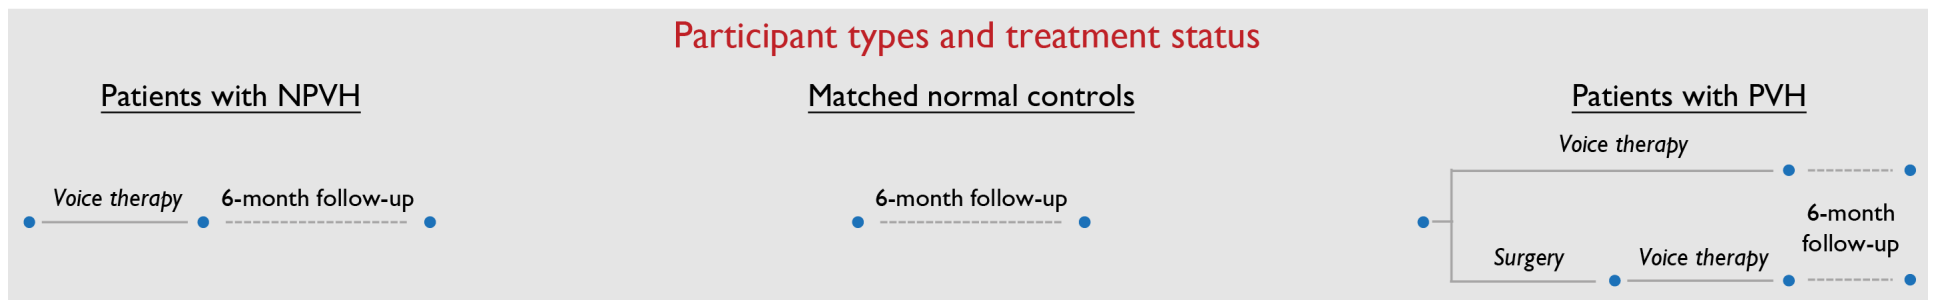 Participant types and treatment status
Patients with NPVH
Voice therapy
6-month follow-up
Matched normal controls
6-month follow-up
Patients with PVH
Voice therapy
6-month
follow-up
Surgery
Voice therapy